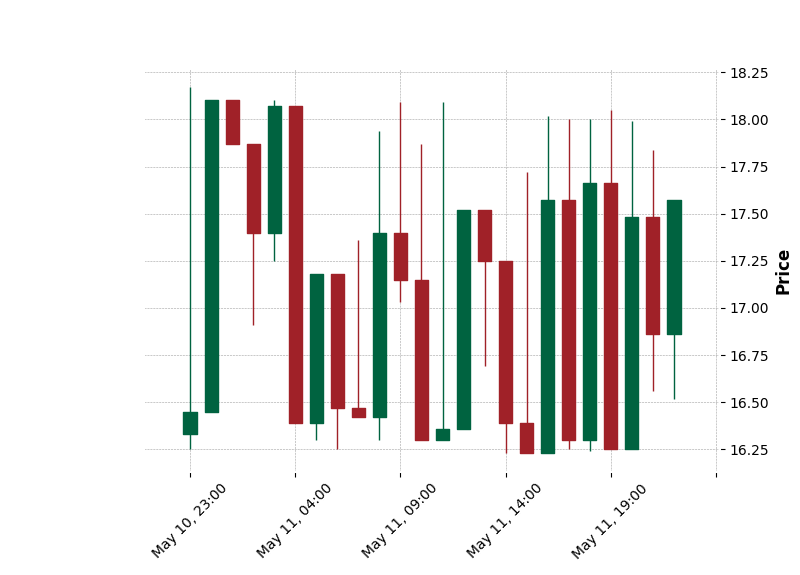 18.25
18.00
17.75
17.50
17.25
17.00
16.75
16.50
16.25
Price
May 10, 23:00
May 11, 04:00
May 11, 09:00
May 11, 14:00
May 11, 19:00